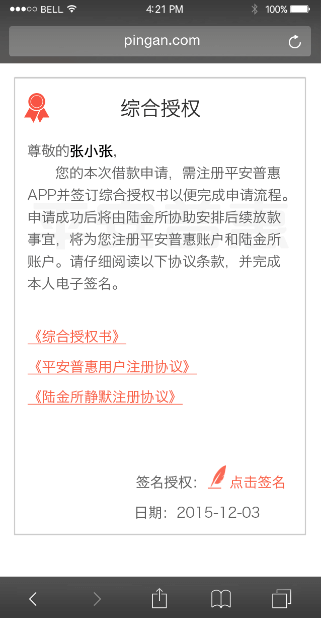 BELL 4:21 PM 100%
pingan.com
综合授权
尊敬的张小张,
您的本次借款申请，需注册平安普惠
APP并签订综合授权书以便完成申请流程。
申请成功后将由陆金所协助安排后续放款
事宜，将为您注册平安普惠账户和陆金所
账户。请仔细阅读以下协议条款，并完成
本人电子签名。
《综合授权书》
《平安普惠用户注册协议》
《陆金所静默注册协议》
签名授权：点击签名
日期：2015-12-03